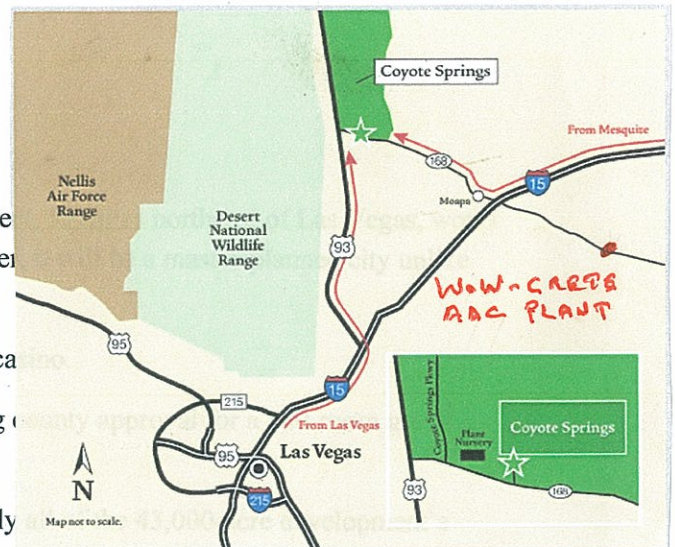 Coyote Springs
From Mesquite
168
15
Moapa
Nellis
Air Force
Range
Desert
National
Wildlife
Range
93
WOW-CRETE
AAC PLANT
95
15
215
From Las Vegas
95
Las Vegas
215
N
Map not to scale.
Coyote Springs Pkwy
Plant
Nursery
Coyote Springs
93
168